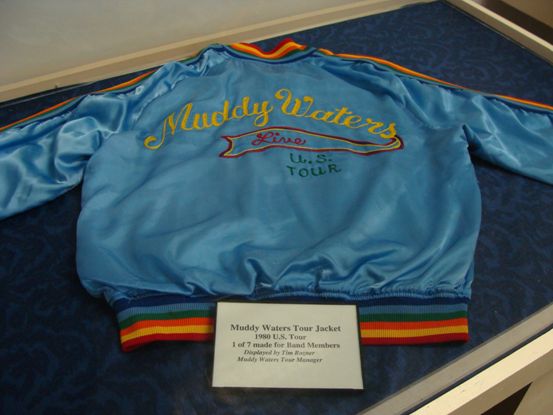 Muddy Waters
Live
U.S.
TOUR
Muddy Waters Tour Jacket
1980 U.S. Tour
1 of 7 made for Band Members
Displayed by Tim Rozner
Muddy Waters Tour Manager